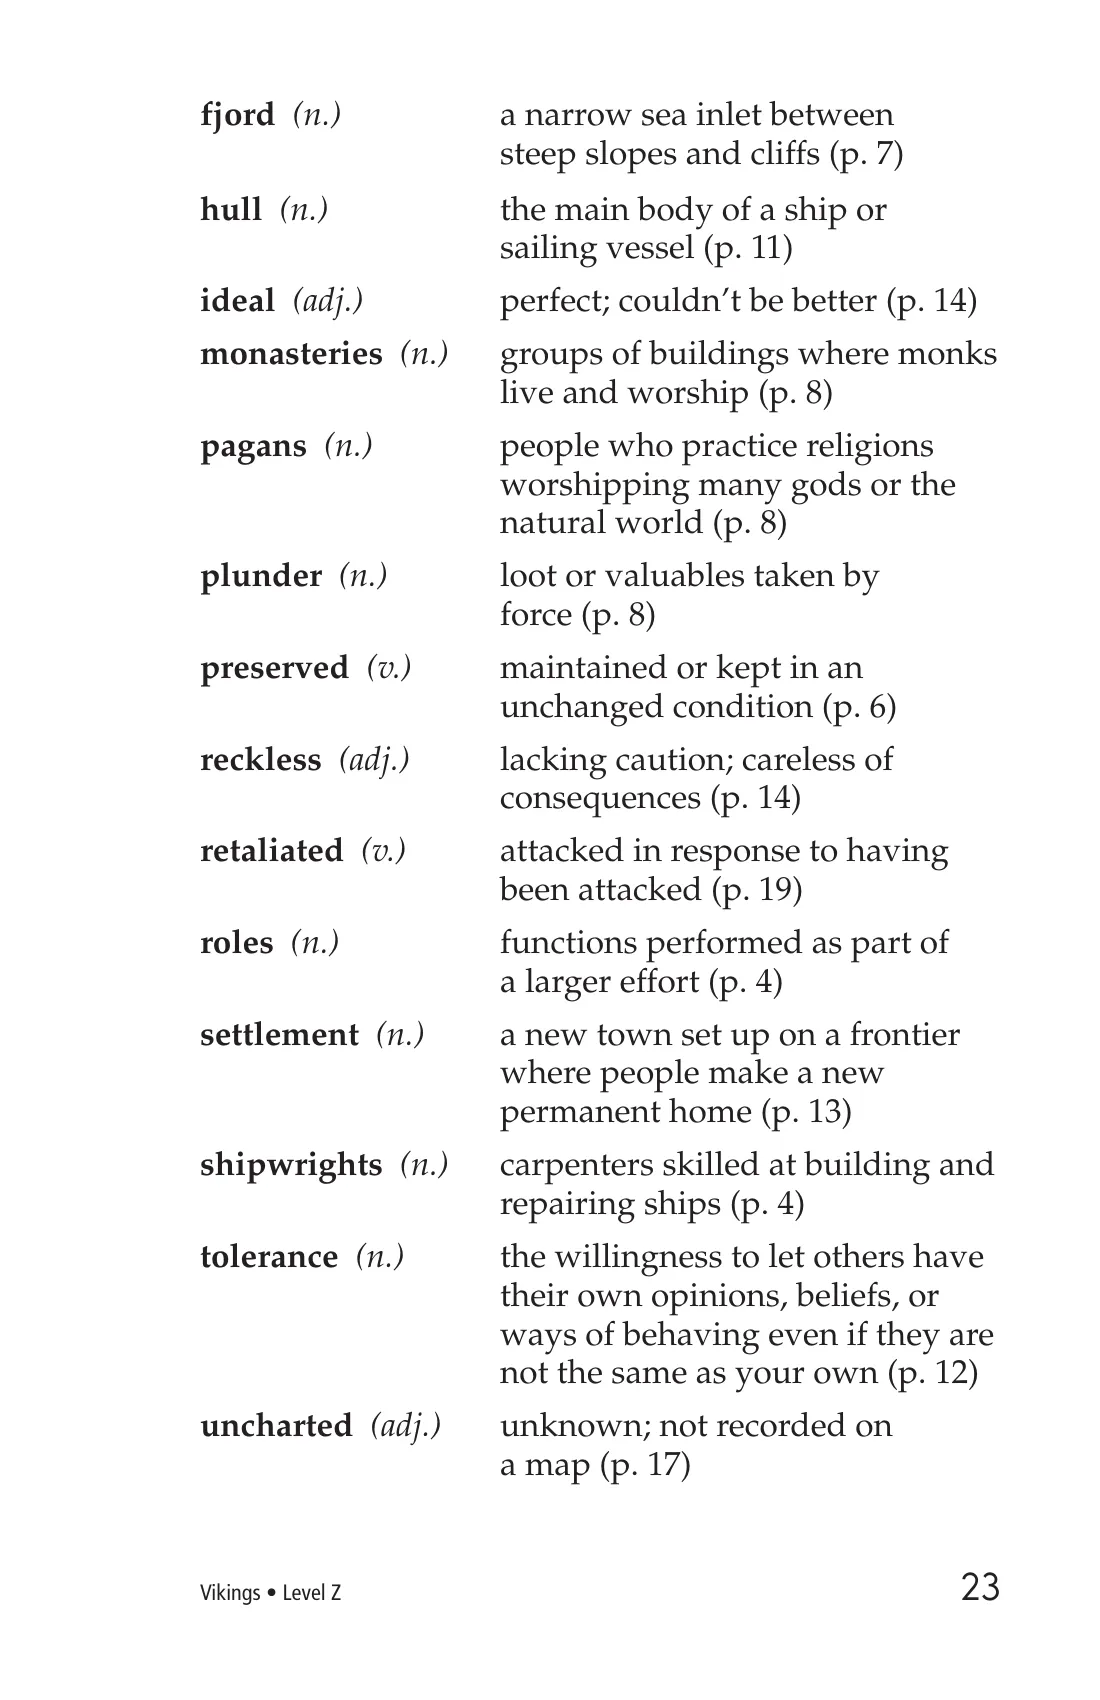 fjord (n.) a narrow sea inlet between
steep slopes and cliffs (p. 7)
hull (n.) the main body of a ship or
sailing vessel (p. 11)
ideal (adj.) perfect; couldn’t be better (p. 14)
monasteries (n.) groups of buildings where monks
live and worship (p. 8)
pagans (n.) people who practice religions
worshipping many gods or the
natural world (p. 8)
plunder (n.) loot or valuables taken by
force (p. 8)
preserved (v.) maintained or kept in an
unchanged condition (p. 6)
reckless (adj.) lacking caution; careless of
consequences (p. 14)
retaliated (v.) attacked in response to having
been attacked (p. 19)
roles (n.) functions performed as part of
a larger effort (p. 4)
settlement (n.) a new town set up on a frontier
where people make a new
permanent home (p. 13)
shipwrights (n.) carpenters skilled at building and
repairing ships (p. 4)
tolerance (n.) the willingness to let others have
their own opinions, beliefs, or
ways of behaving even if they are
not the same as your own (p. 12)
uncharted (adj.) unknown; not recorded on
a map (p. 17)
Vikings • Level Z 23